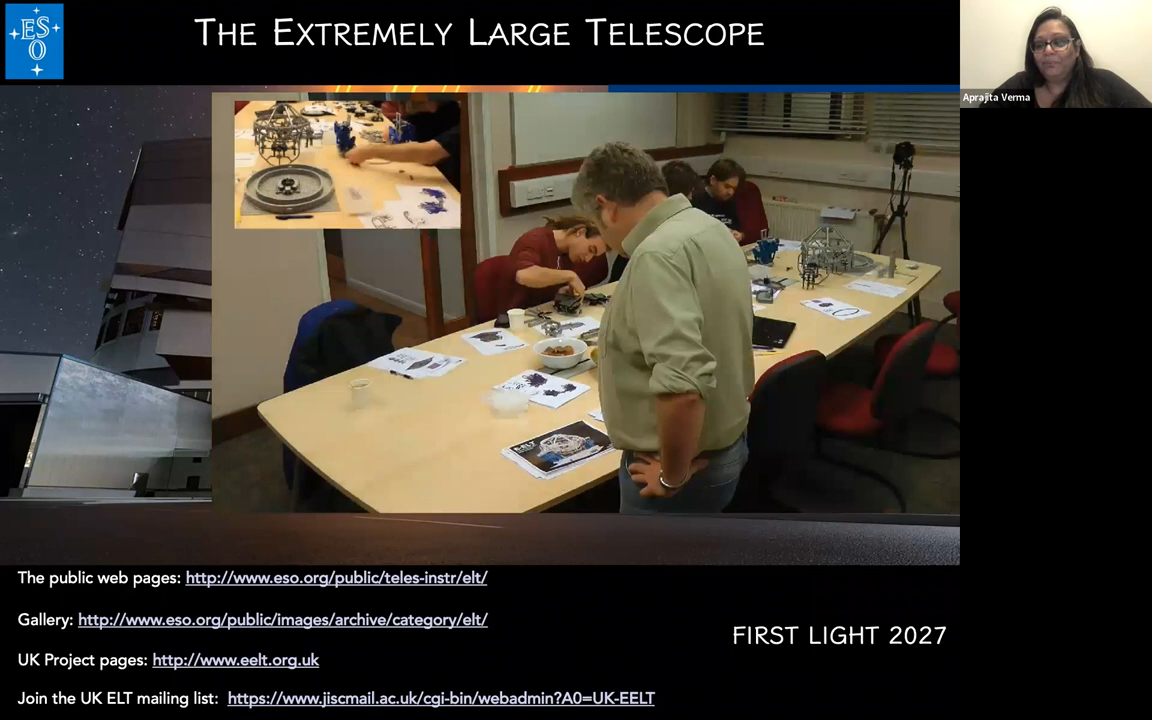 ESO
THE EXTREMELY LARGE TELESCOPE
Aprajita Verma
The public web pages: http://www.eso.org/public/teles-instr/elt/
Gallery: http://www.eso.org/public/images/archive/category/elt/
FIRST LIGHT 2027
UK Project pages: http://www.eelt.org.uk
Join the UK ELT mailing list: https://www.jiscmail.ac.uk/cgi-bin/webadmin?A0=UK-EELT